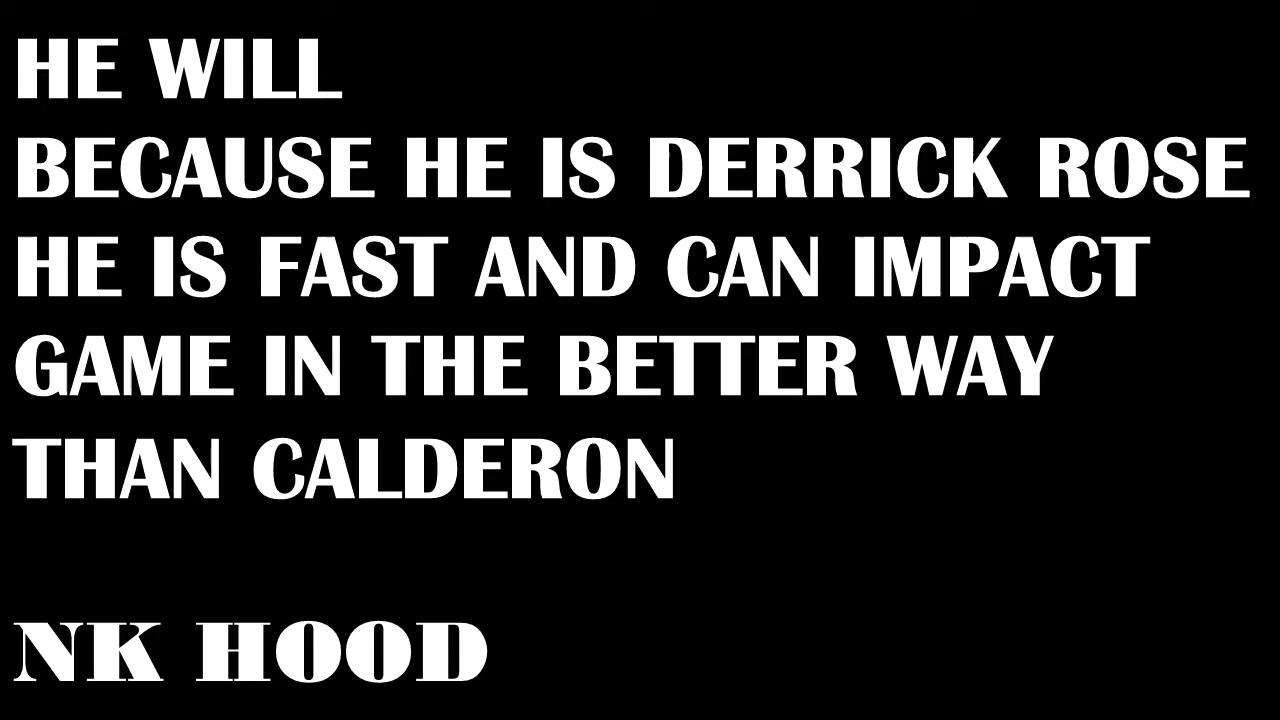 HE WILL
BECAUSE HE IS DERRICK ROSE
HE IS FAST AND CAN IMPACT
GAME IN THE BETTER WAY
THAN CALDERON
NK HOOD